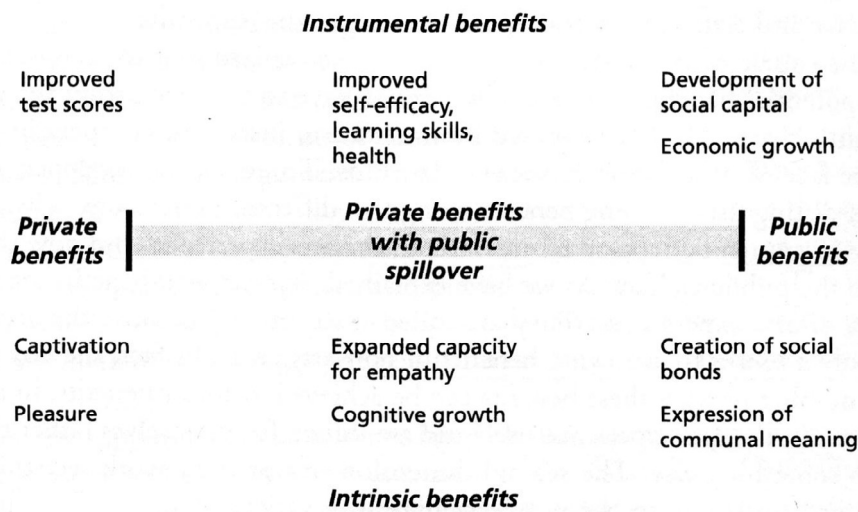 Instrumental benefits
Improved
test scores
Improved
self-efficacy,
learning skills,
health
Development of
social capital
Economic growth
Private
benefits
Private benefits
with public
spillover
Public
benefits
Captivation
Pleasure
Expanded capacity
for empathy
Cognitive growth
Creation of social
bonds
Expression of
communal meaning
Intrinsic benefits